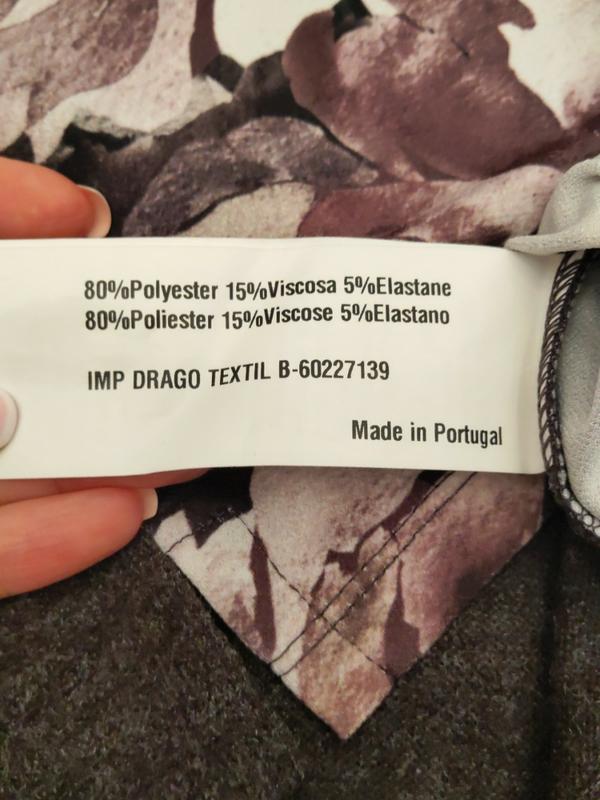 80%Polyester 15%Viscosa 5%Elastane
80%Poliester 15%Viscose 5%Elastano
IMP DRAGO TEXTIL B-60227139
Made in Portugal